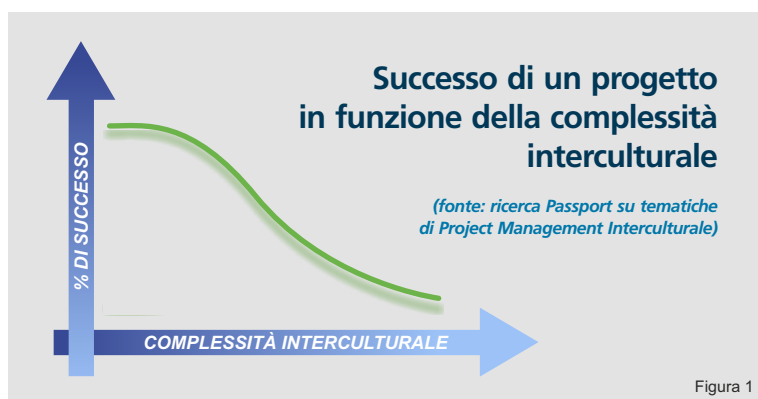 Successo di un progetto
in funzione della complessità
interculturale
(fonte: ricerca Passport su tematiche
di Project Management Interculturale)
% DI SUCCESSO
COMPLESSITÀ INTERCULTURALE
Figura 1